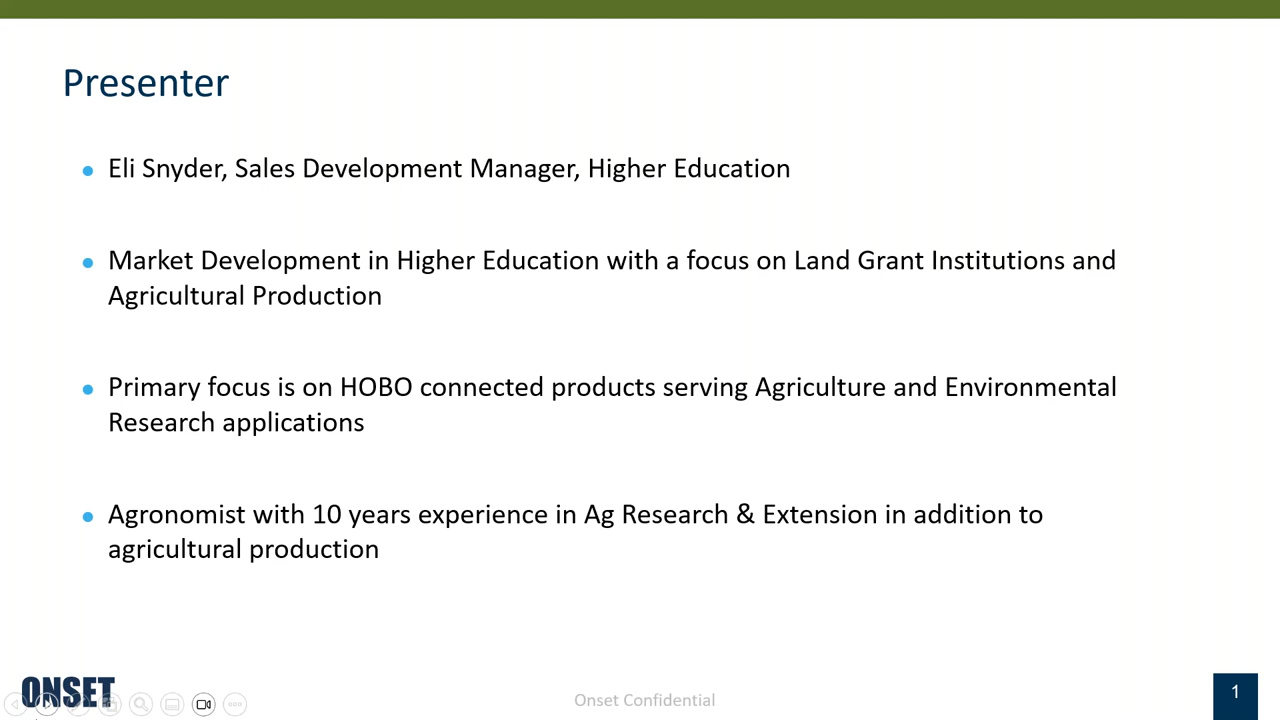 Presenter
Eli Snyder, Sales Development Manager, Higher Education
Market Development in Higher Education with a focus on Land Grant Institutions and
Agricultural Production
Primary focus is on HOBO connected products serving Agriculture and Environmental
Research applications
Agronomist with 10 years experience in Ag Research & Extension in addition to
agricultural production
ONSET
Onset Confidential
1